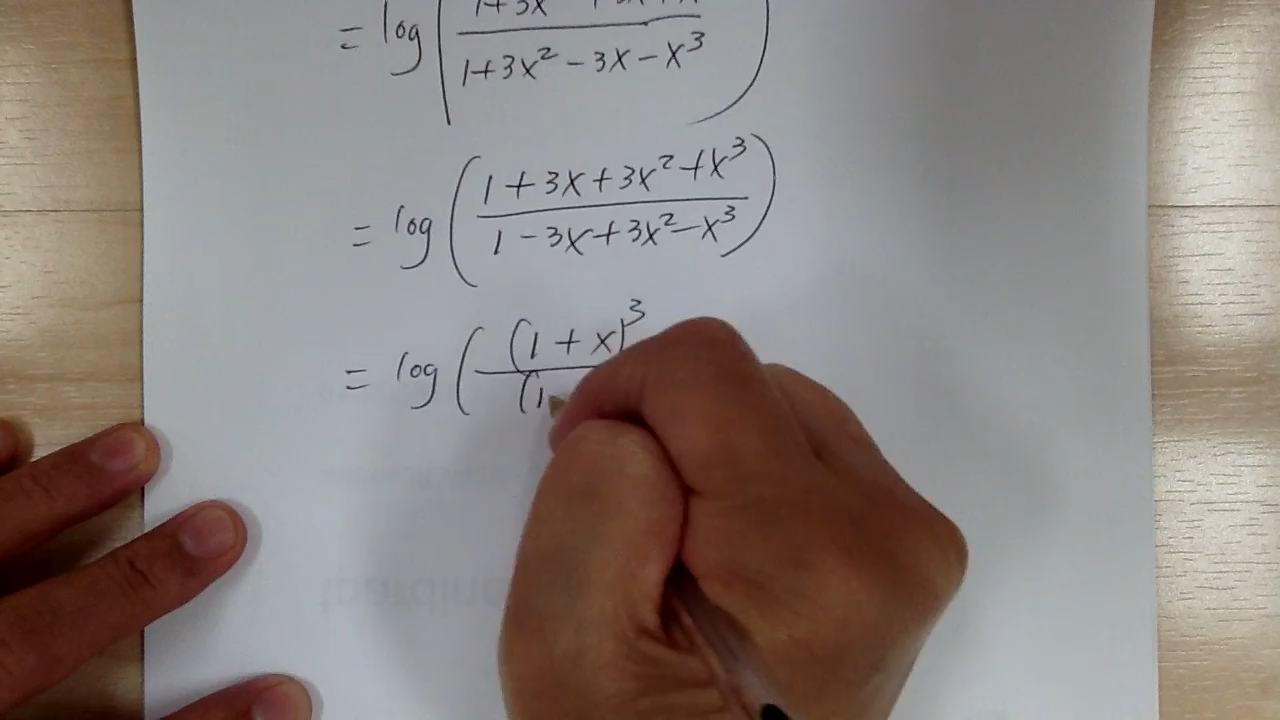 = log(
1+3x²-3x-x³)
= log(1+3x+3x²+x³
1-3x+3x²-x³)
= log((1+x)³
(1